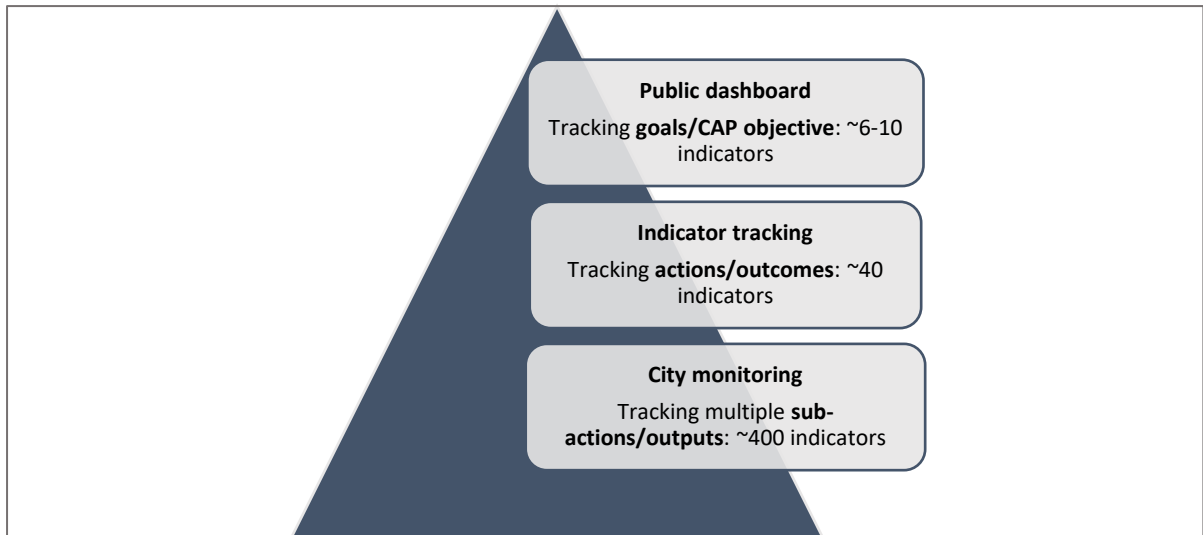 Public dashboard
Tracking goals/CAP objective: ~6-10
indicators
Indicator tracking
Tracking actions/outcomes: ~40
indicators
City monitoring
Tracking multiple sub-
actions/outputs: ~400 indicators